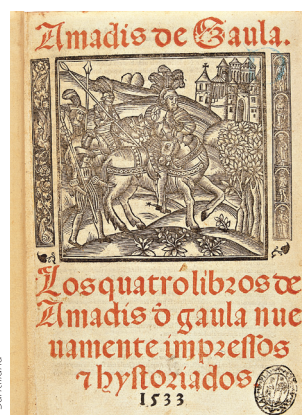 Amadis de Gaula.
Los quatro libros de
Amadis d̄ gaula nue
uamente impressos
⁊ hystoriados
1533